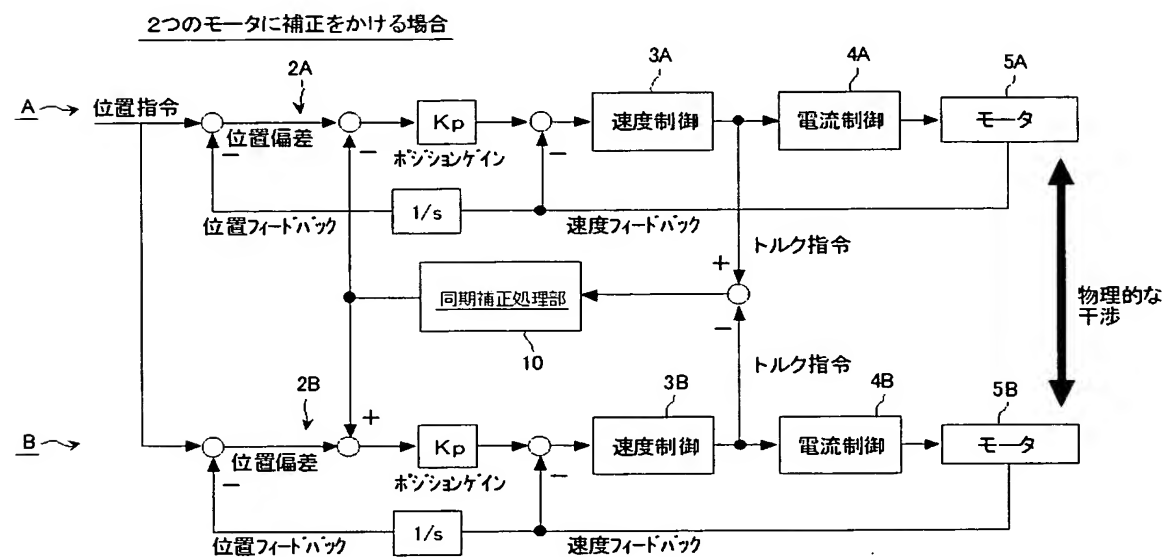 2つのモータに補正をかける場合
2A
3A
4A
5A
A
位置指令
位置偏差
Kp
速度制御
電流制御
モータ
ポジションゲイン
1/s
位置フィードバック
速度フィードバック
トルク指令
+
同期補正処理部
10
物理的な
干渉
トルク指令
2B
3B
4B
5B
+
B
位置偏差
Kp
速度制御
電流制御
モータ
ポジションゲイン
1/s
位置フィードバック
速度フィードバック